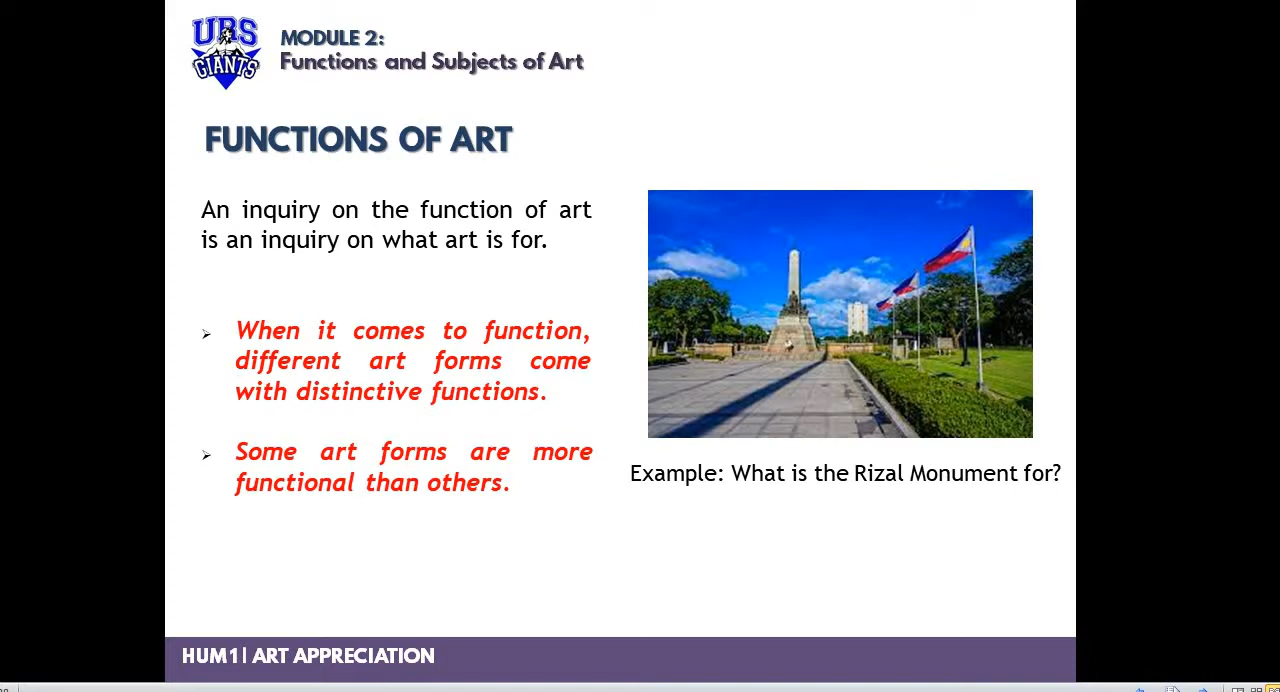 URS
GIANTS
MODULE 2:
Functions and Subjects of Art
FUNCTIONS OF ART
An inquiry on the function of art
is an inquiry on what art is for.
When it comes to function,
different art forms come
with distinctive functions.
Some art forms are more
functional than others.
Example: What is the Rizal Monument for?
HUM1| ART APPRECIATION